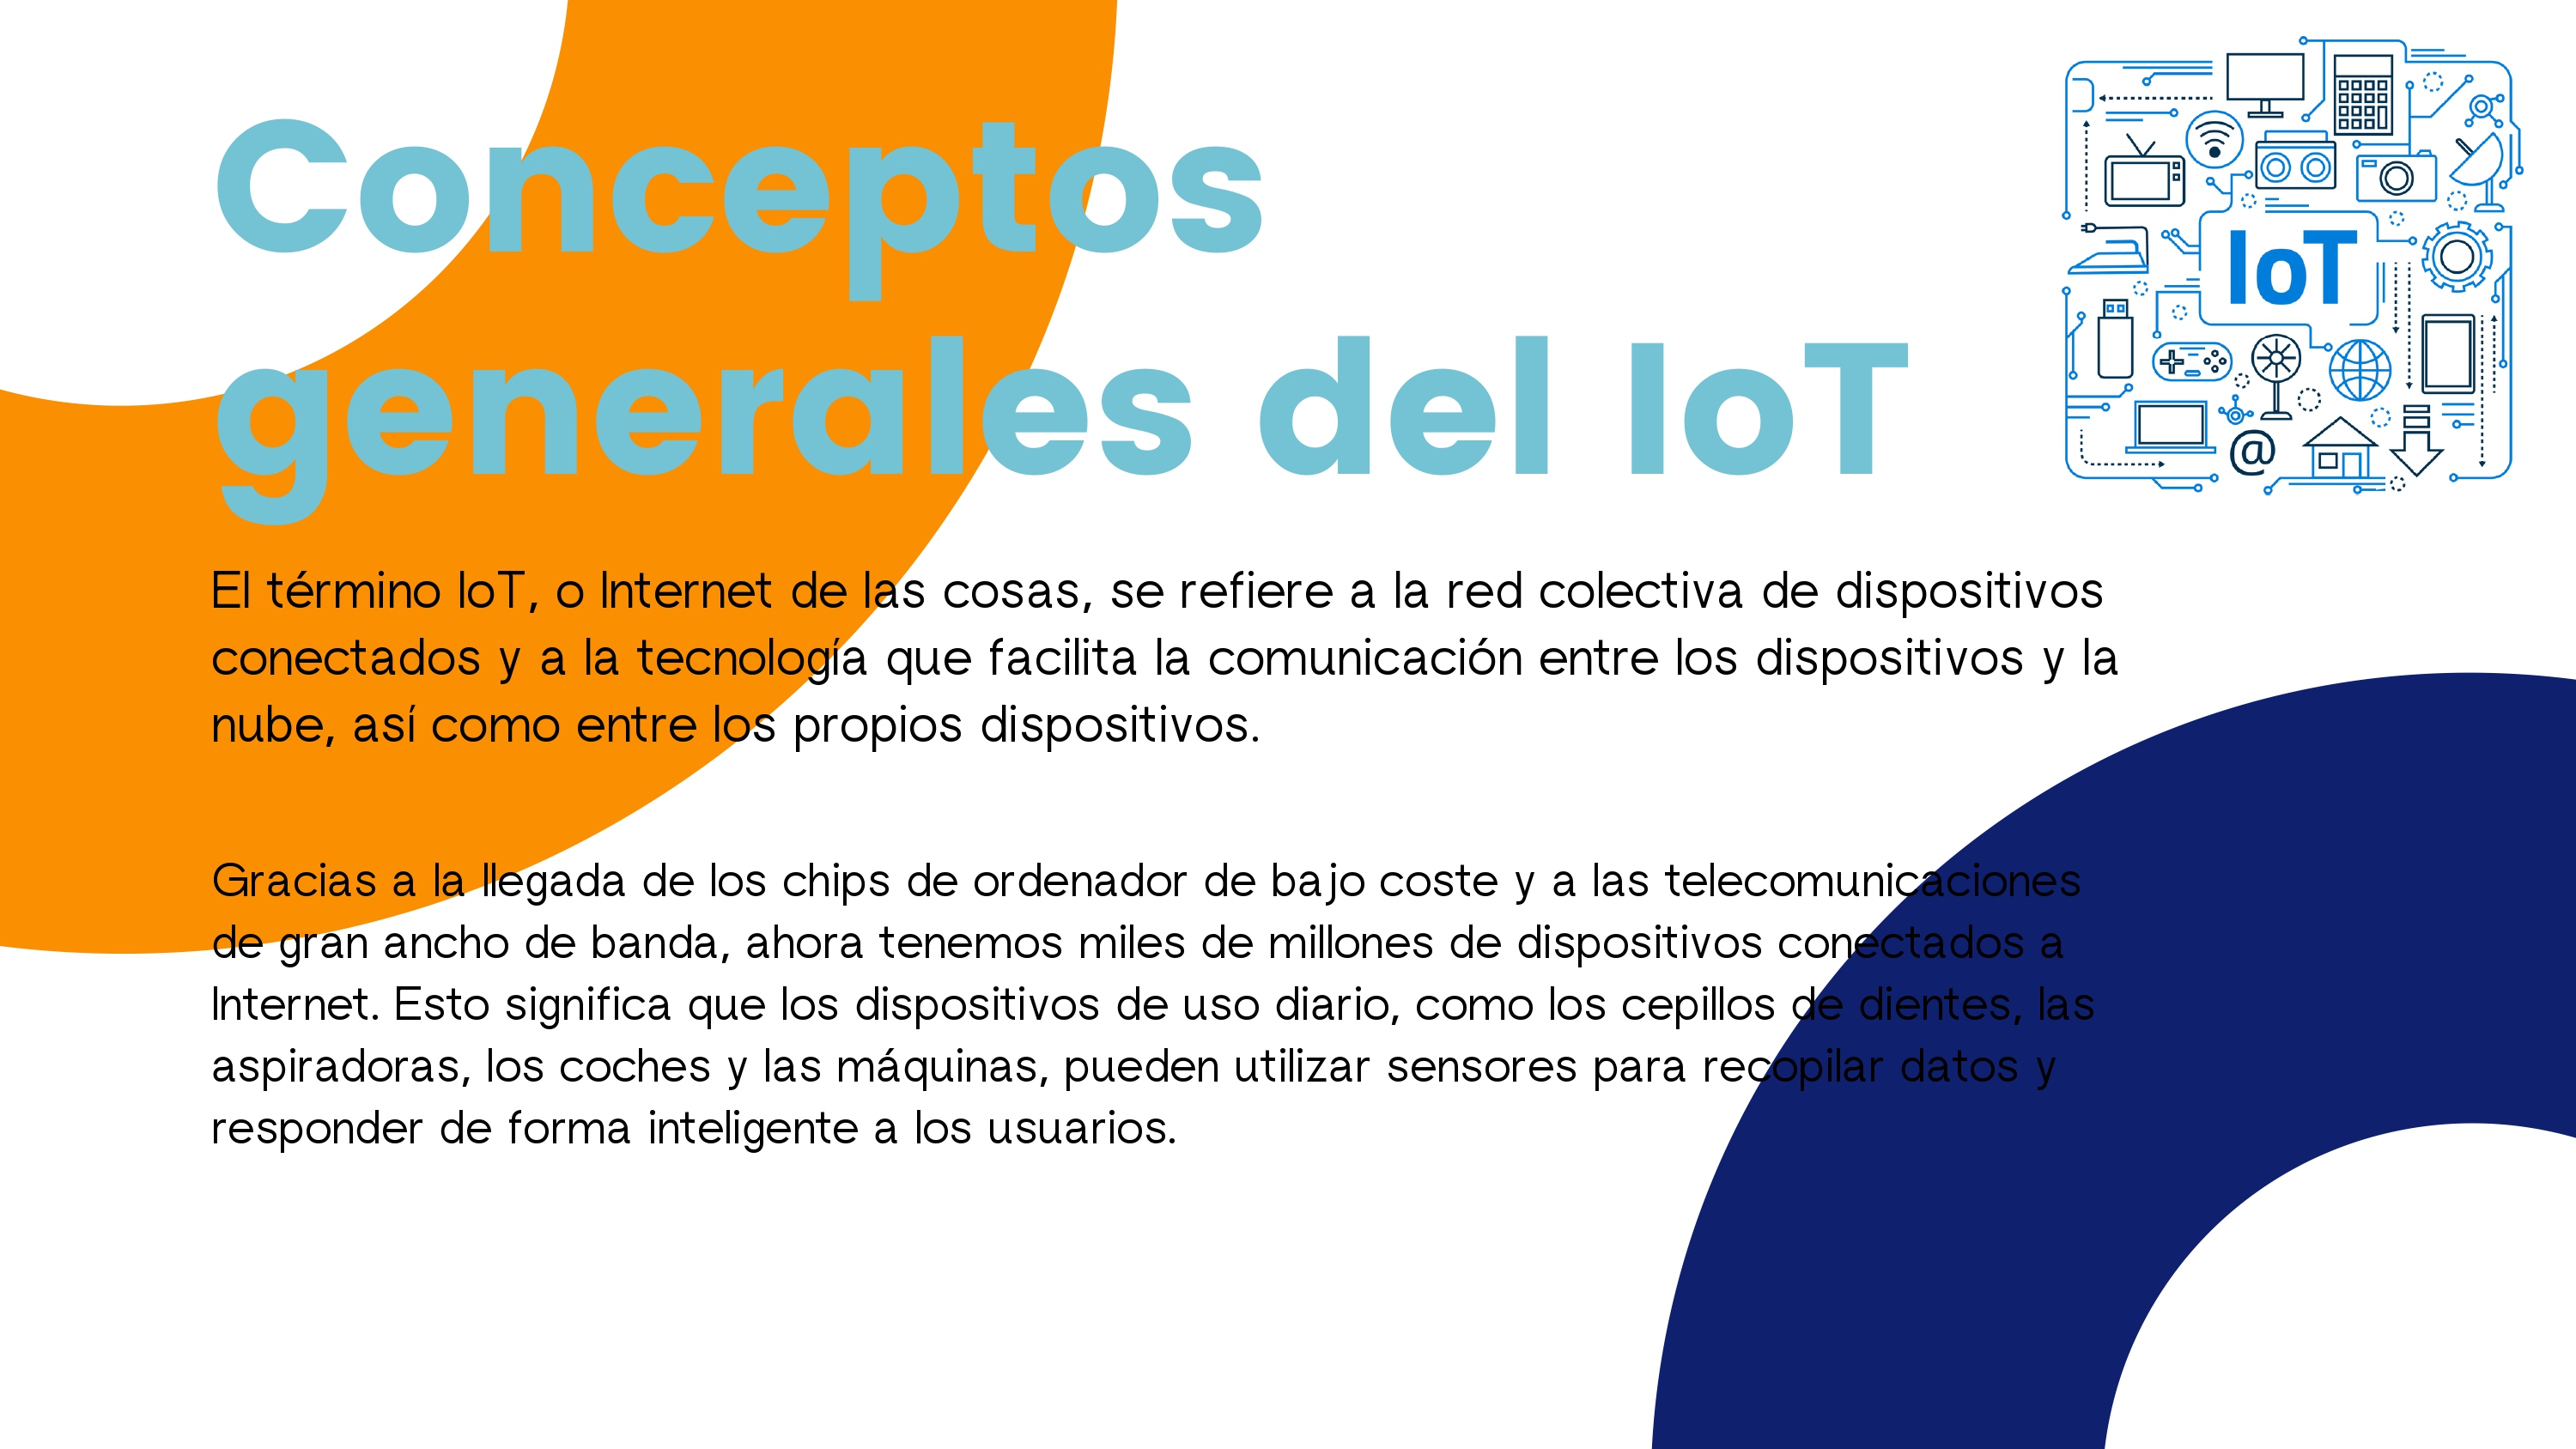 Conceptos
generales del IoT
IoT
@
El término IoT, o Internet de las cosas, se refiere a la red colectiva de dispositivos
conectados y a la tecnología que facilita la comunicación entre los dispositivos y la
nube, así como entre los propios dispositivos.
Gracias a la llegada de los chips de ordenador de bajo coste y a las telecomunicaciones
de gran ancho de banda, ahora tenemos miles de millones de dispositivos conectados a
Internet. Esto significa que los dispositivos de uso diario, como los cepillos de dientes, las
aspiradoras, los coches y las máquinas, pueden utilizar sensores para recopilar datos y
responder de forma inteligente a los usuarios.